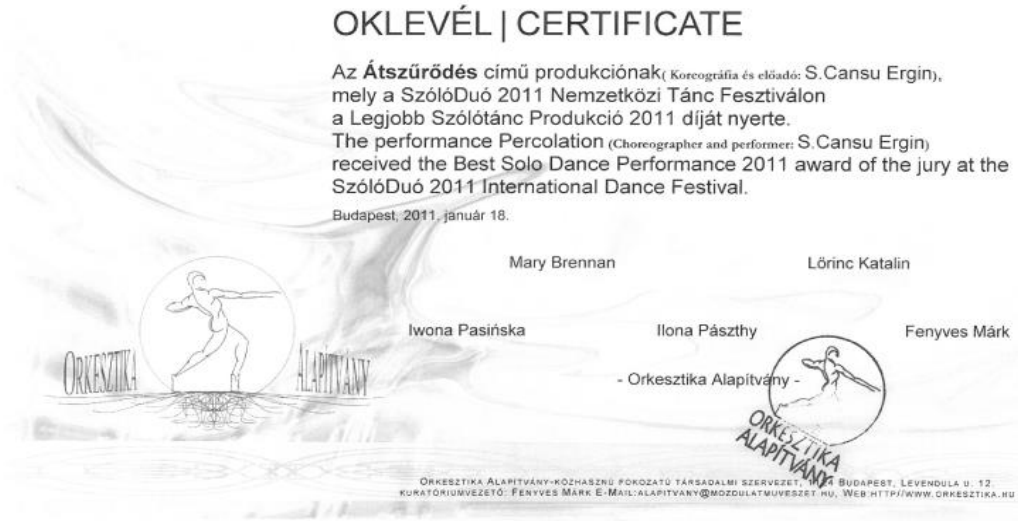 OKLEVÉL | CERTIFICATE
Az Átszűrődés című produkciónak( Koreográfia és előadó: S.Cansu Ergin),
mely a SzólóDuó 2011 Nemzetközi Tánc Fesztiválon
a Legjobb Szólótánc Produkció 2011 díját nyerte.
The performance Percolation (Choreographer and performer: S.Cansu Ergin)
received the Best Solo Dance Performance 2011 award of the jury at the
SzólóDuó 2011 International Dance Festival.
Budapest, 2011. január 18.
Mary Brennan Lőrinc Katalin
Iwona Pasińska Ilona Pászthy Fenyves Márk
ORKESZTIKA ALAPÍTVÁNY
- Orkesztika Alapítvány -
ORKESZTIKA
ALAPÍTVÁNY
ORKESZTIKA ALAPÍTVÁNY-KÖZHASZNÚ FOKOZATÚ TÁRSADALMI SZERVEZET, BUDAPEST, LEVENDULA U. 12.
KURATÓRIUMVEZETŐ: FENYVES MÁRK E-MAIL:ALAPITVANY@MOZDULATMUVESZET.HU, WEB:HTTP//WWW.ORKESZTIKA.HU